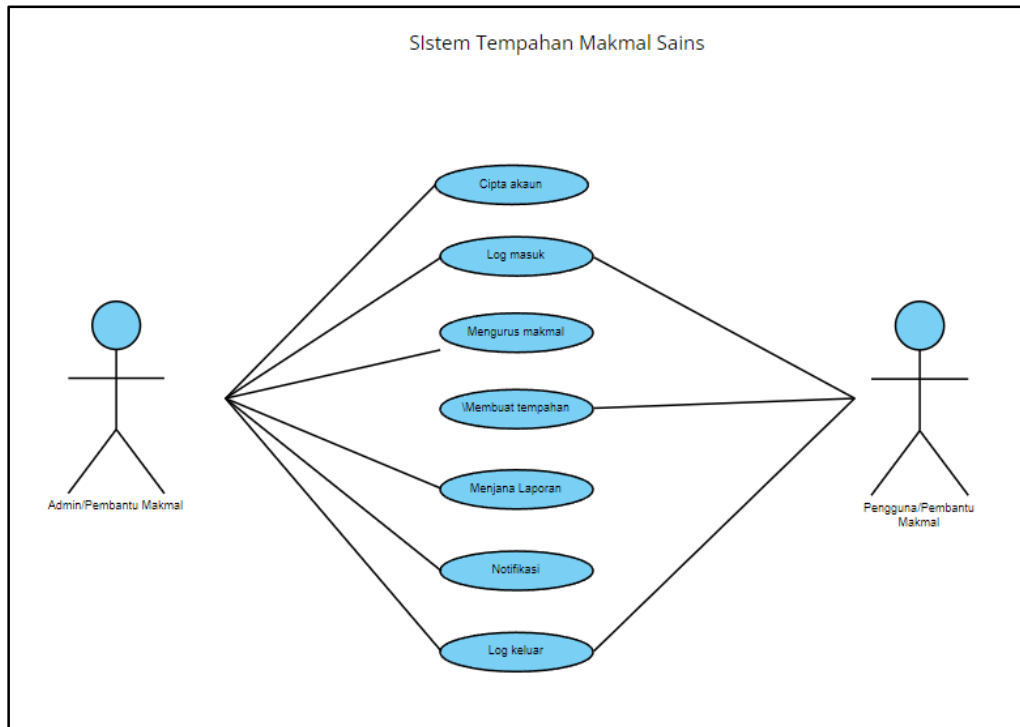 SIstem Tempahan Makmal Sains
Cipta akaun
Log masuk
Mengurus makmal
\Membuat tempahan
Menjana Laporan
Notifikasi
Log keluar
Admin/Pembantu Makmal
Pengguna/Pembantu
Makmal